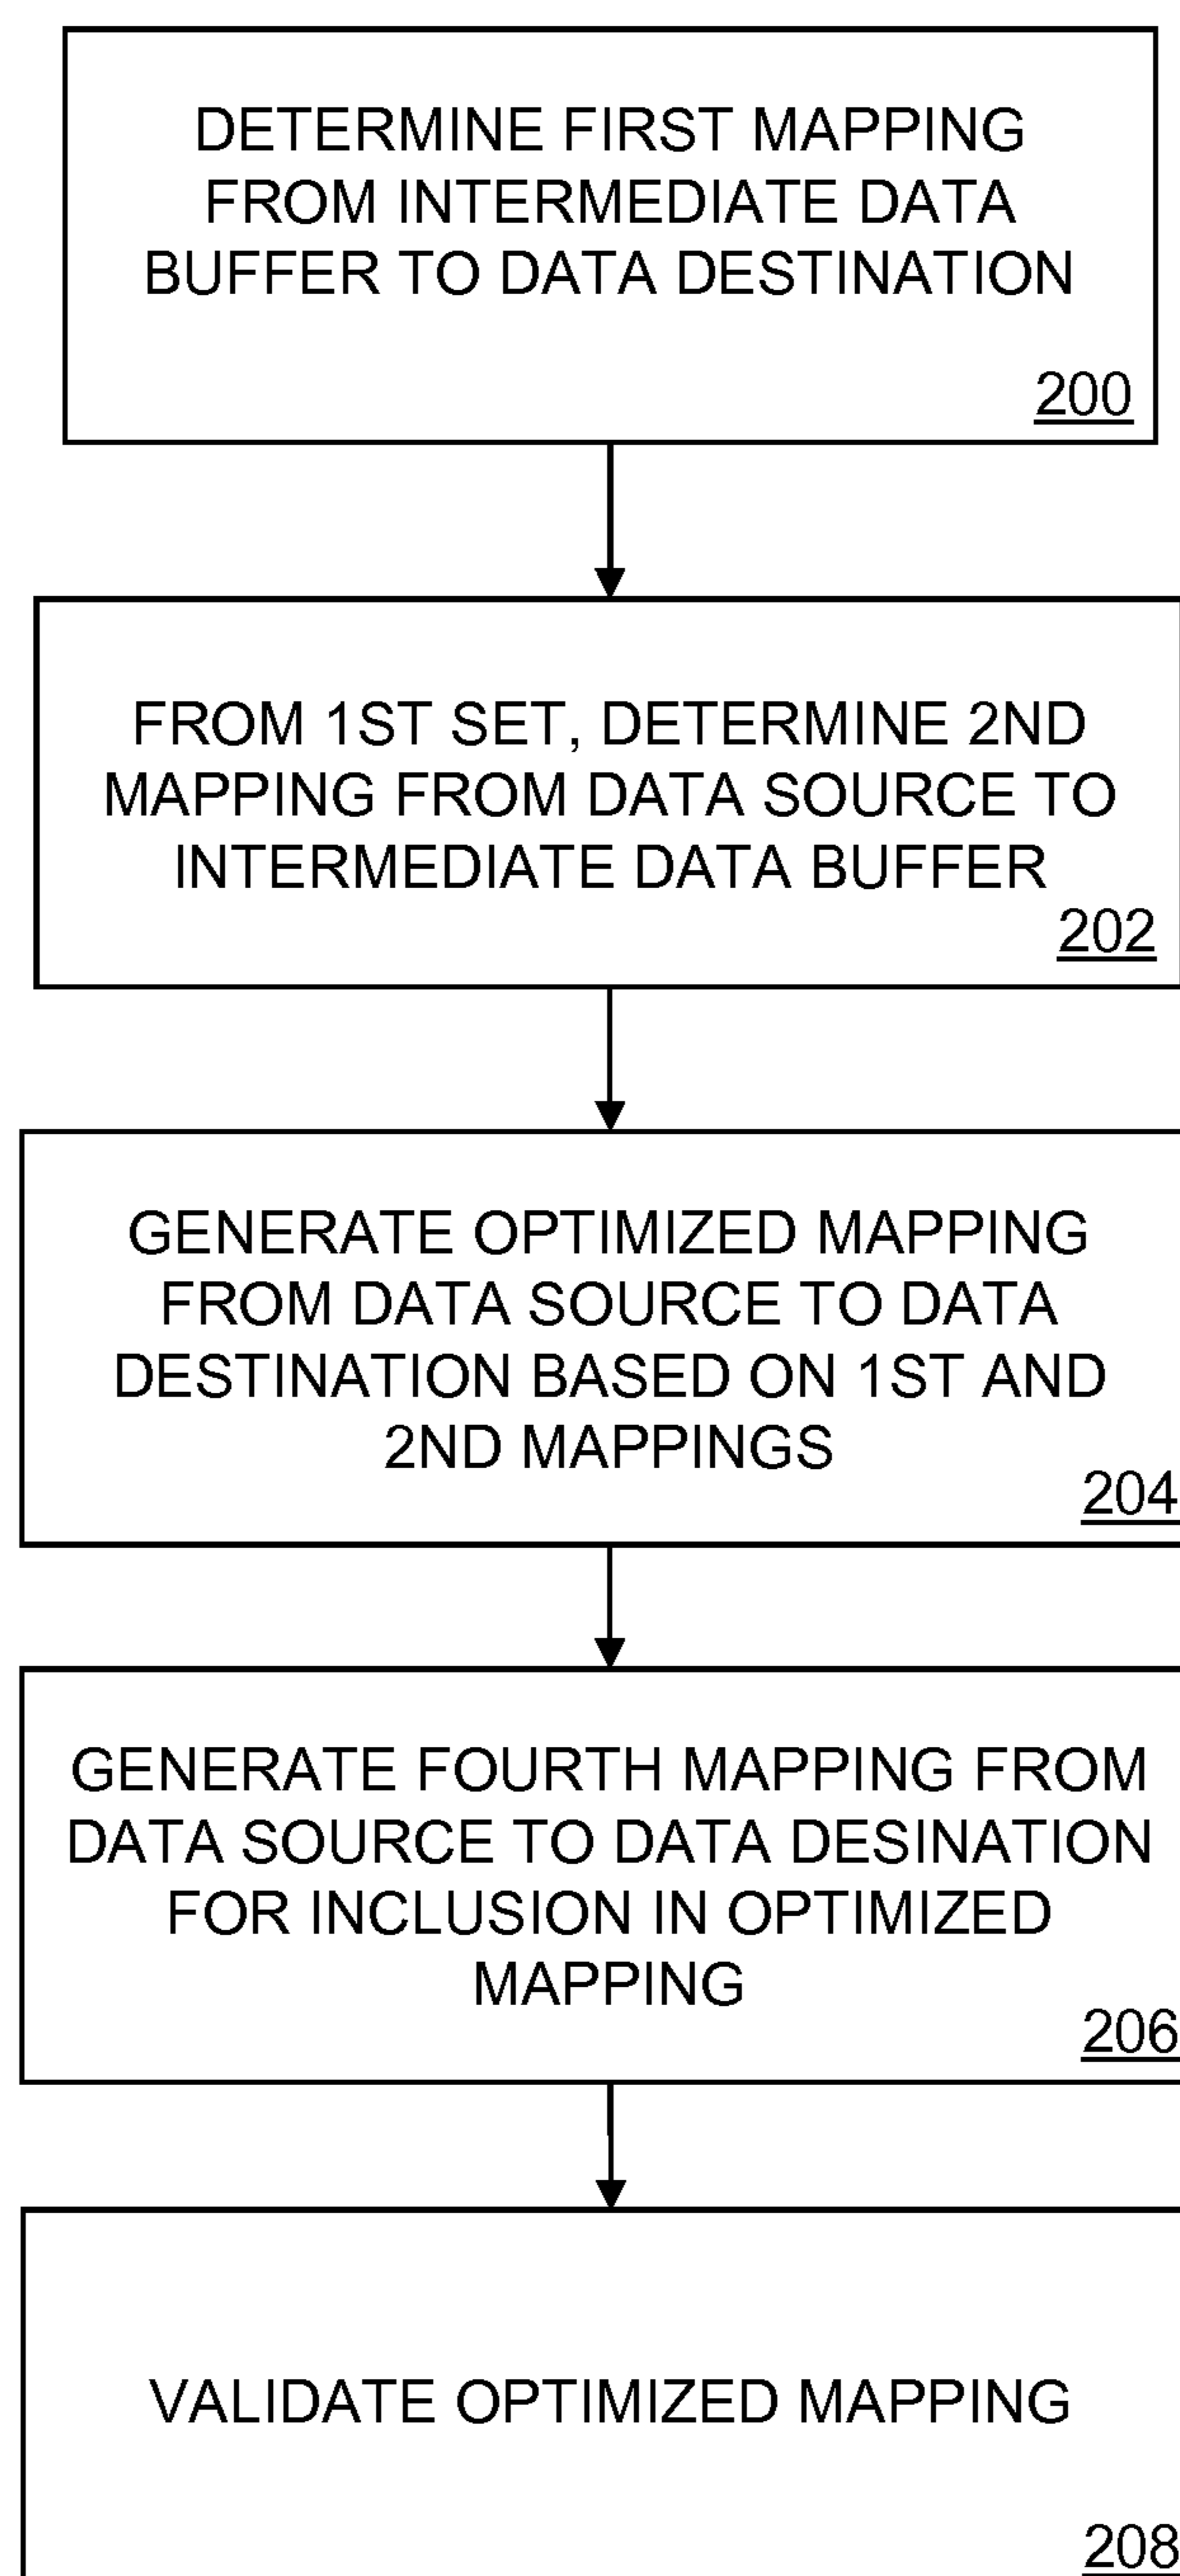 DETERMINE FIRST MAPPING
FROM INTERMEDIATE DATA
BUFFER TO DATA DESTINATION
200
FROM 1ST SET, DETERMINE 2ND
MAPPING FROM DATA SOURCE TO
INTERMEDIATE DATA BUFFER
202
GENERATE OPTIMIZED MAPPING
FROM DATA SOURCE TO DATA
DESTINATION BASED ON 1ST AND
2ND MAPPINGS
204
GENERATE FOURTH MAPPING FROM
DATA SOURCE TO DATA DESINATION
FOR INCLUSION IN OPTIMIZED
MAPPING
206
VALIDATE OPTIMIZED MAPPING
208